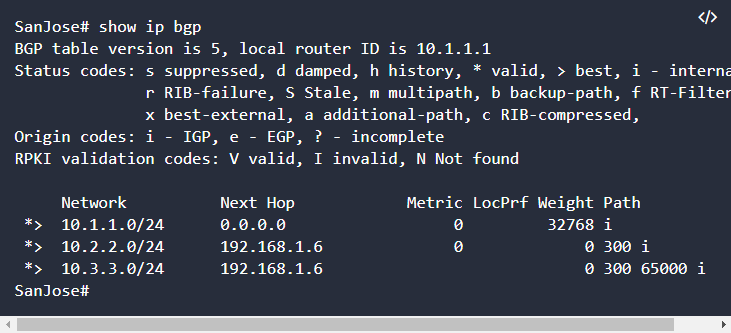 SanJose# show ip bgp
BGP table version is 5, local router ID is 10.1.1.1
Status codes: s suppressed, d damped, h history, * valid, > best, i - interna
r RIB-failure, S Stale, m multipath, b backup-path, f RT-Filter
x best-external, a additional-path, c RIB-compressed,
Origin codes: i - IGP, e - EGP, ? - incomplete
RPKI validation codes: V valid, I invalid, N Not found
Network Next Hop Metric LocPrf Weight Path
*> 10.1.1.0/24 0.0.0.0 0 32768 i
*> 10.2.2.0/24 192.168.1.6 0 0 300 i
*> 10.3.3.0/24 192.168.1.6 0 300 65000 i
SanJose#